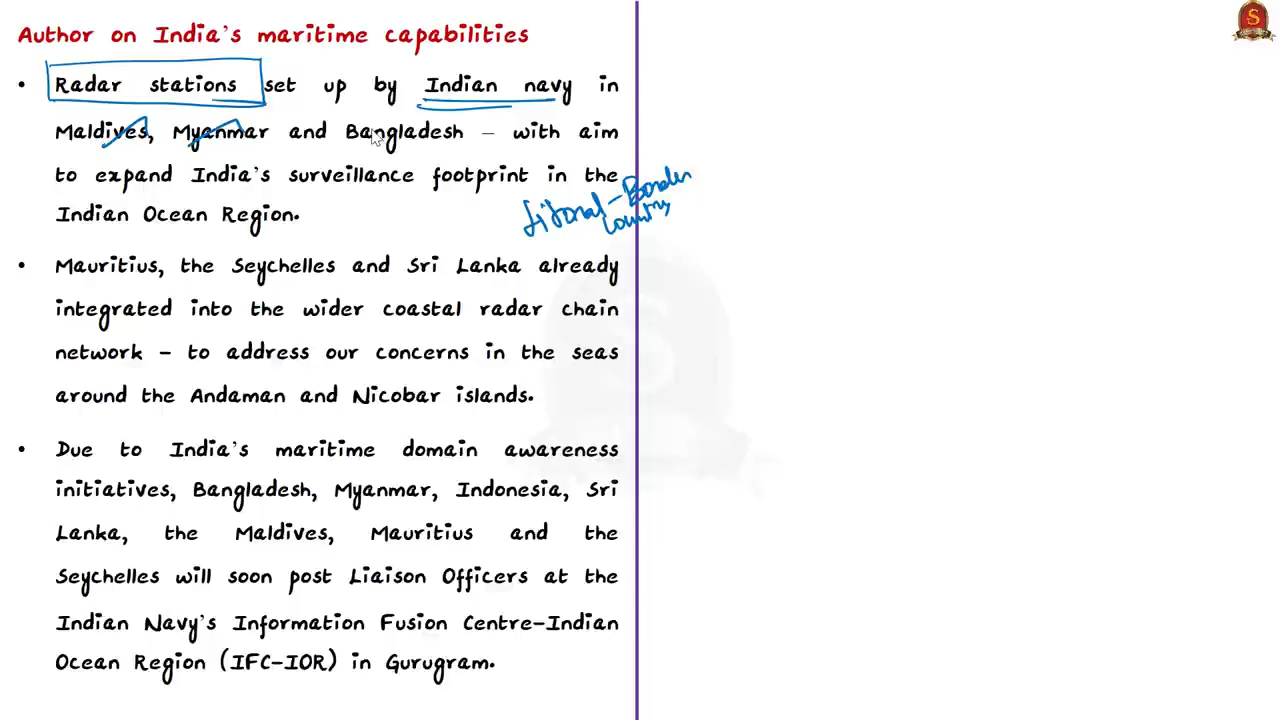 Author on India's maritime capabilities
• Radar stations set up by Indian navy in
Maldives, Myanmar and Bangladesh – with aim
to expand India's surveillance footprint in the
Indian Ocean Region.
Litoral - Border
Country
• Mauritius, the Seychelles and Sri Lanka already
integrated into the wider coastal radar chain
network – to address our concerns in the seas
around the Andaman and Nicobar islands.
• Due to India's maritime domain awareness
initiatives, Bangladesh, Myanmar, Indonesia, Sri
Lanka, the Maldives, Mauritius and the
Seychelles will soon post Liaison Officers at the
Indian Navy's Information Fusion Centre-Indian
Ocean Region (IFC-IOR) in Gurugram.